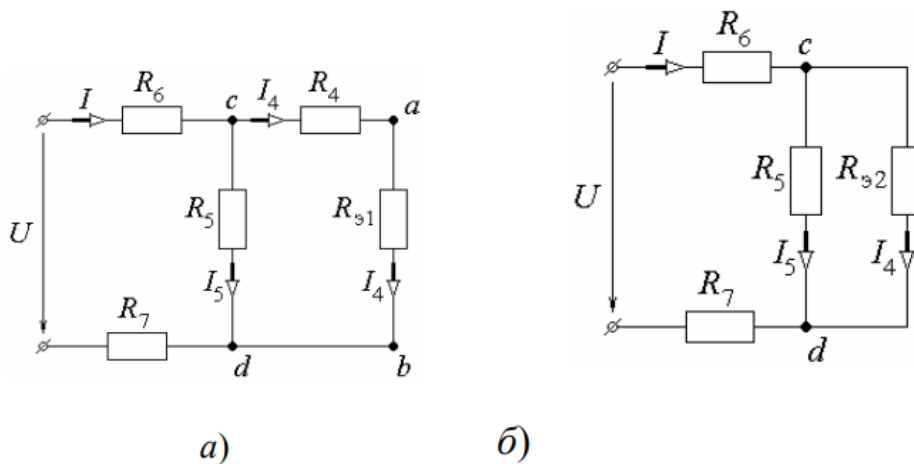 I R₆ c I₄ R₄ a
U R₅ Rэ1
I₅ I₄
R₇ d b
а)
I R₆ c
U R₅ Rэ2
I₅ I₄
R₇ d
б)